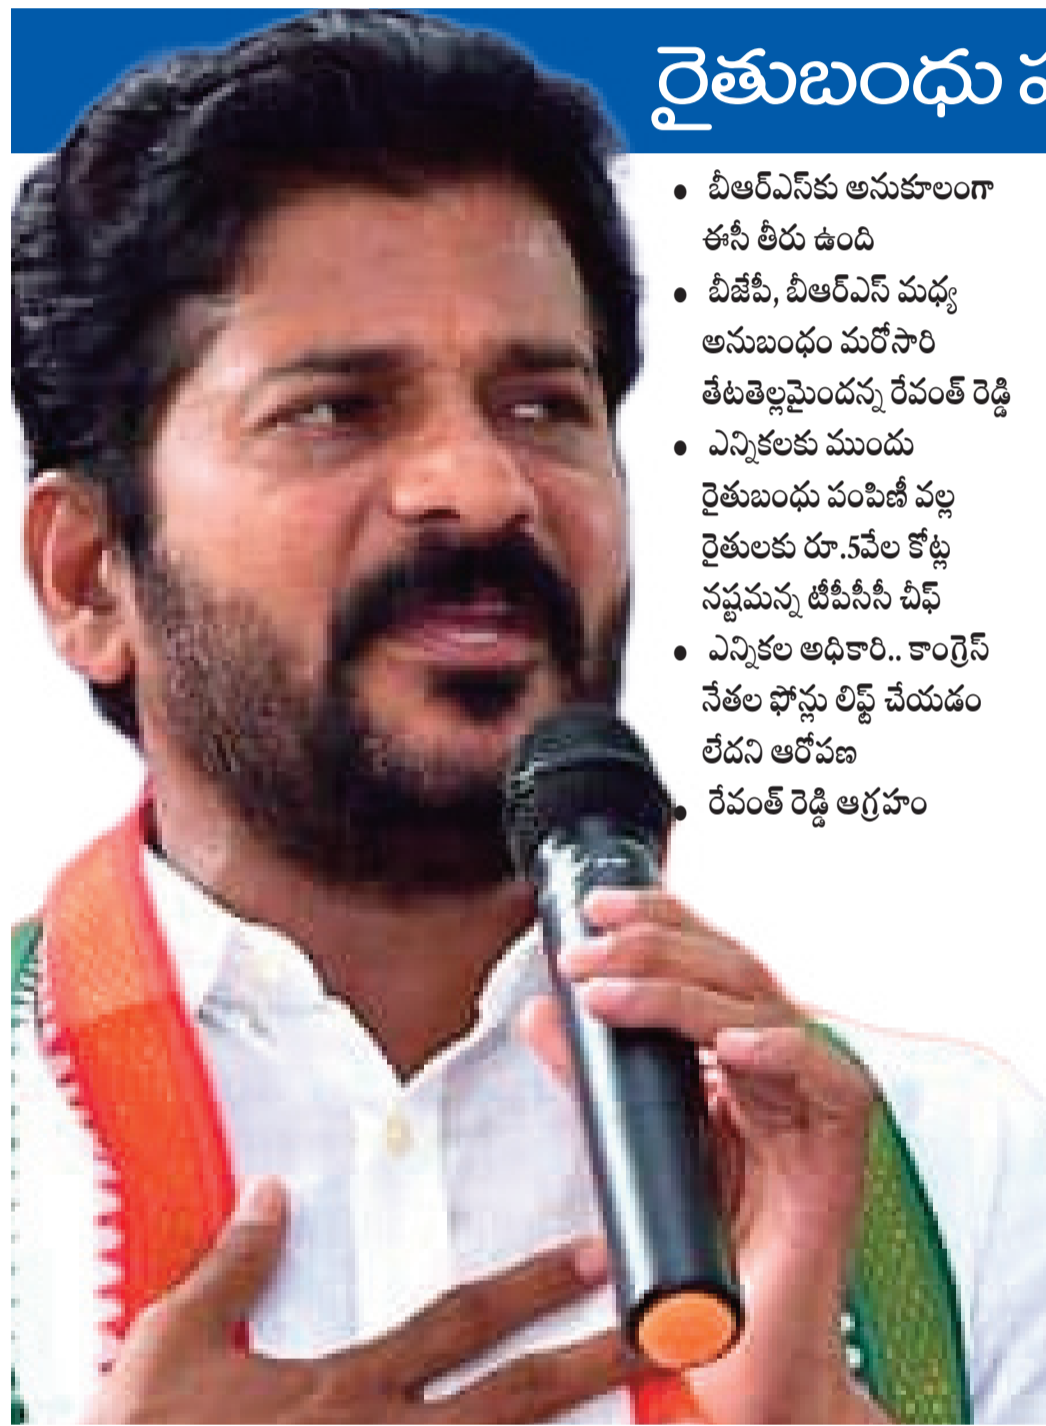 రైతుబంధు
• బీఆర్ఎస్‌కు అనుకూలంగా
ఈసీ తీరు ఉంది
• బీజేపీ, బీఆర్ఎస్ మధ్య
అనుబంధం మరోసారి
తేటతెల్లమైందన్న రేవంత్ రెడ్డి
• ఎన్నికలకు ముందు
రైతుబంధు పంపిణీ వల్ల
రైతులకు రూ.5వేల కోట్ల
నష్టమన్న టీపీసీసీ చీఫ్
• ఎన్నికల అధికారి.. కాంగ్రెస్
నేతల ఫోన్లు లిఫ్ట్ చేయడం
లేదని ఆరోపణ
• రేవంత్ రెడ్డి ఆగ్రహం